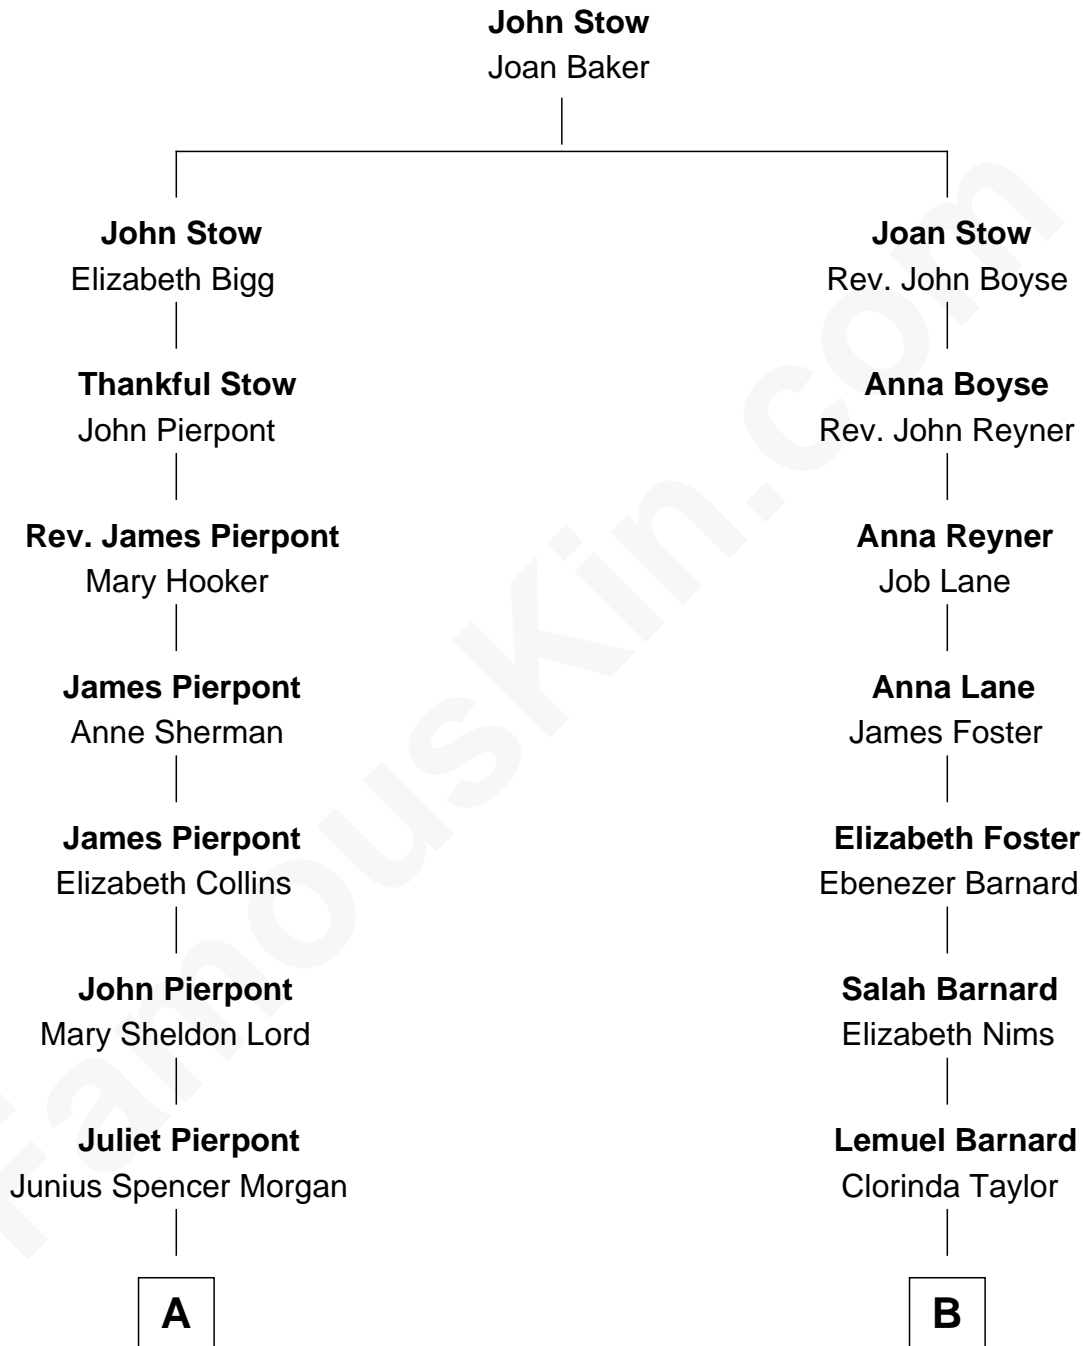 John Stow
Joan Baker
John Stow
Elizabeth Bigg
Joan Stow
Rev. John Boyse
Thankful Stow
John Pierpont
Anna Boyse
Rev. John Reyner
Rev. James Pierpont
Mary Hooker
Anna Reyner
Job Lane
James Pierpont
Anne Sherman
Anna Lane
James Foster
James Pierpont
Elizabeth Collins
Elizabeth Foster
Ebenezer Barnard
John Pierpont
Mary Sheldon Lord
Salah Barnard
Elizabeth Nims
Juliet Pierpont
Junius Spencer Morgan
Lemuel Barnard
Clorinda Taylor
A
B
FamousKin.com